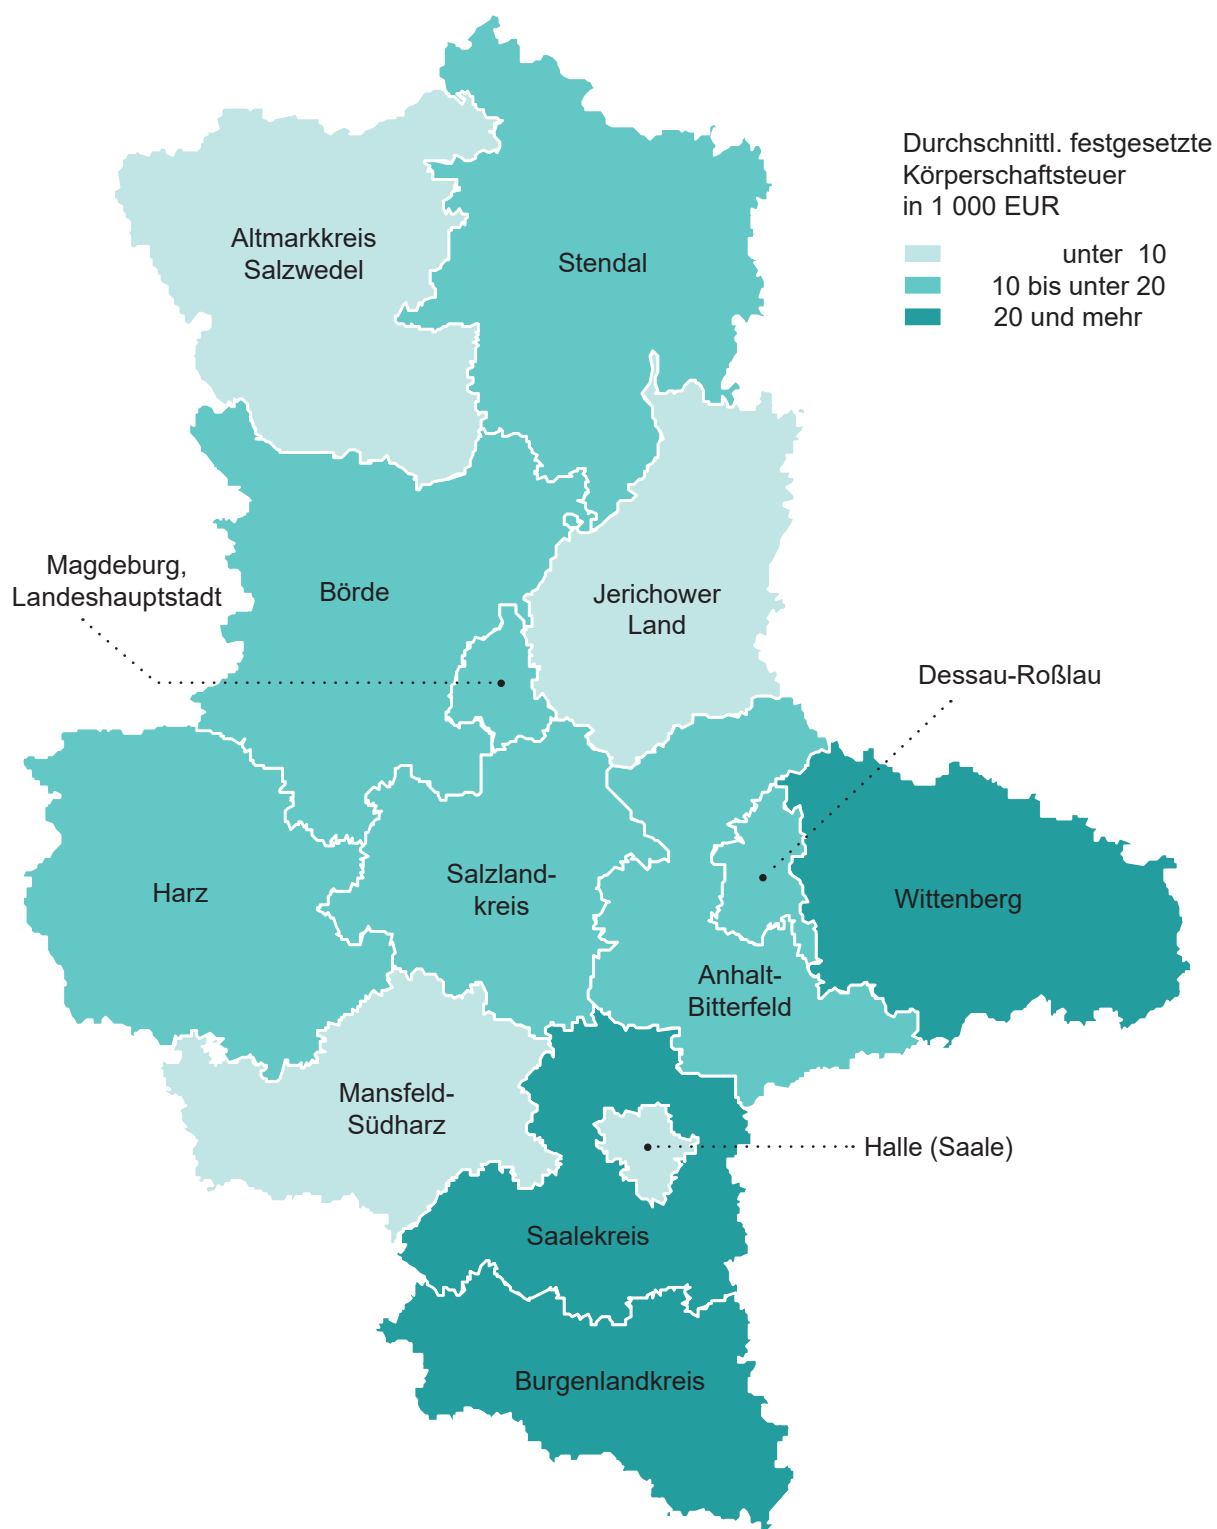 Durchschnittl. festgesetzte
Körperschaftsteuer
in 1 000 EUR
unter 10
10 bis unter 20
20 und mehr
Altmarkkreis
Salzwedel
Stendal
Magdeburg,
Landeshauptstadt
Börde
Jerichower
Land
Dessau-Roßlau
Harz
Salzland-
kreis
Wittenberg
Anhalt-
Bitterfeld
Mansfeld-
Südharz
Halle (Saale)
Saalekreis
Burgenlandkreis